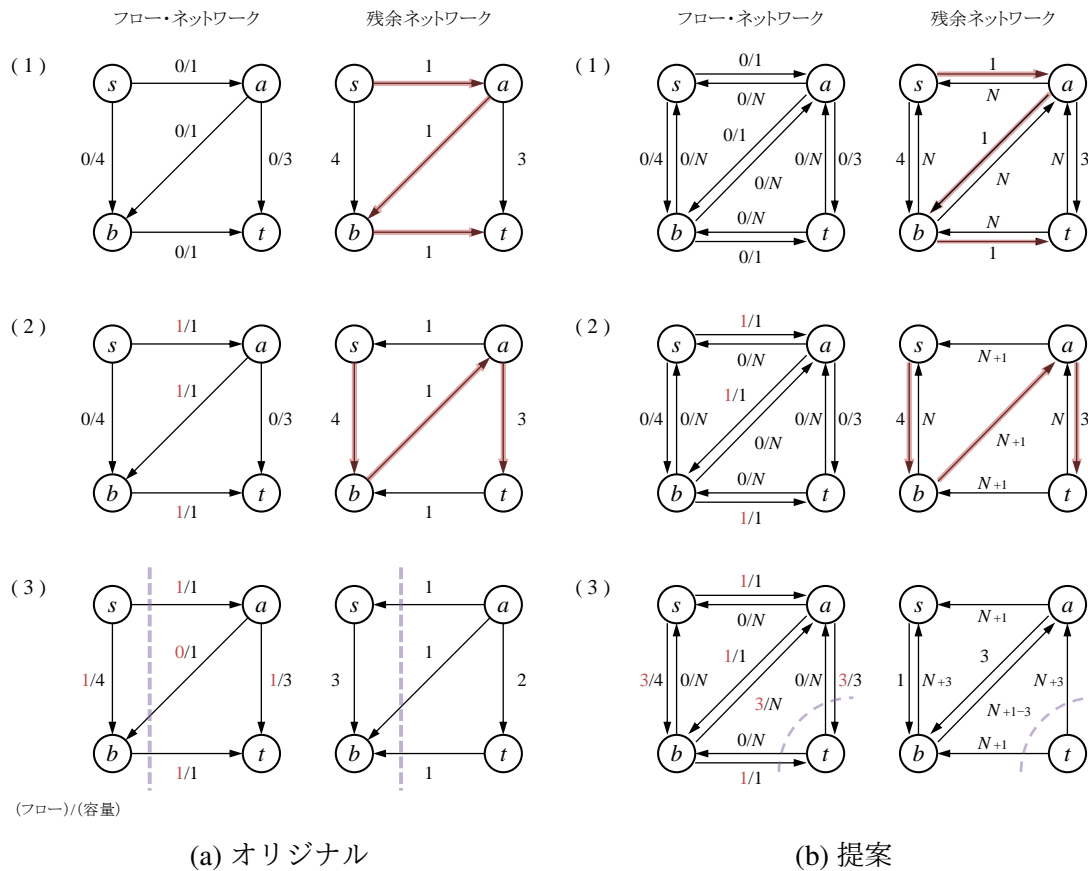 フロー・ネットワーク 残余ネットワーク フロー・ネットワーク 残余ネットワーク
( 1 )
s 0/1 a
0/4 0/1 0/3
b 0/1 t
s 1 a
4 1 3
b 1 t
( 2 )
s 1/1 a
0/4 1/1 0/3
b 1/1 t
s 1 a
4 1 3
b 1 t
( 3 )
s 1/1 a
1/4 0/1 1/3
b 1/1 t
s 1 a
3 1 2
b 1 t
(フロー)/(容量)
(a) オリジナル
( 1 )
s 0/1 a
0/N
0/4 0/N 0/1 0/N 0/N 0/3
0/N
b 0/1 t
s 1 a
N
4 N 1 N N 3
N
b 1 t
( 2 )
s 1/1 a
0/N
0/4 0/N 1/1 0/N 0/N 0/3
0/N
b 1/1 t
s N+1 a
4 N N+1 N 3
b N+1 t
( 3 )
s 1/1 a
0/N
3/4 0/N 1/1 3/N 0/N 3/3
0/N
b 1/1 t
s N+1 a
1 N+3 3 N+1−3 N+3
b N+1 t
(b) 提案